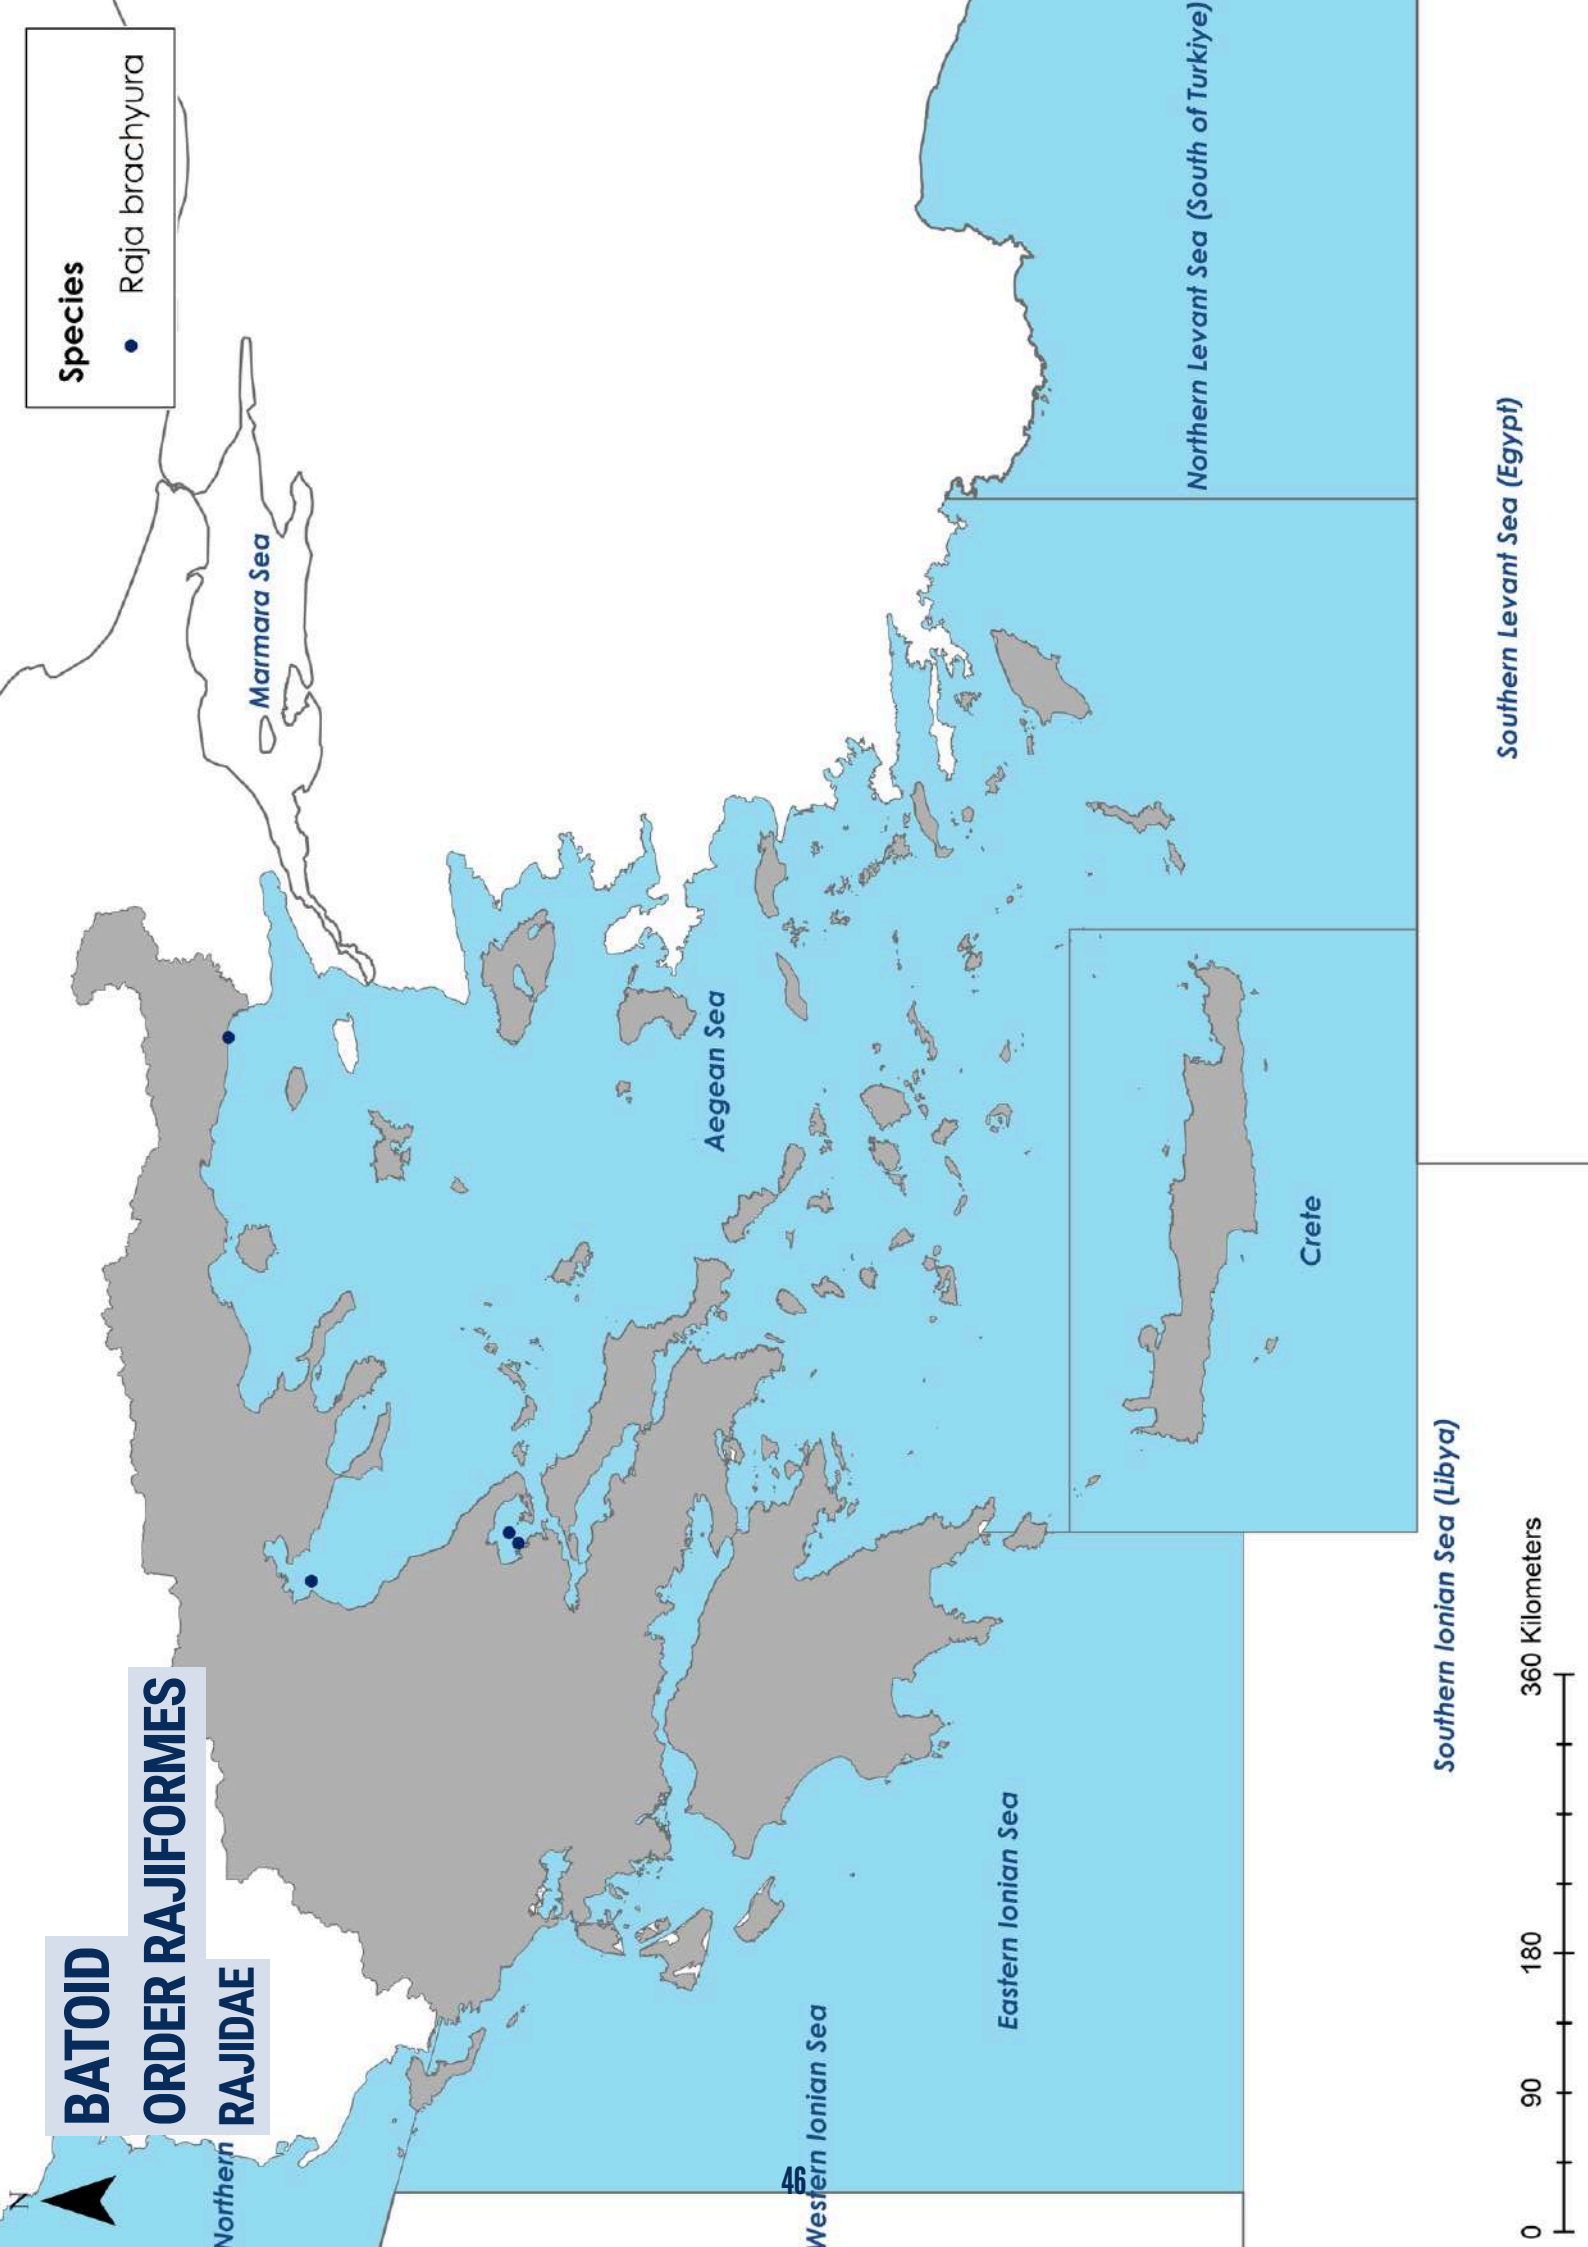 BATOID
ORDER RAJIFORMES
RAJIDAE
Species
Raja brachyura
N
Northern
Marmara Sea
Aegean Sea
Western Ionian Sea
Eastern Ionian Sea
Crete
Northern Levant Sea (South of Turkiye)
Southern Ionian Sea (Libya)
Southern Levant Sea (Egypt)
0 90 180 360 Kilometers
46